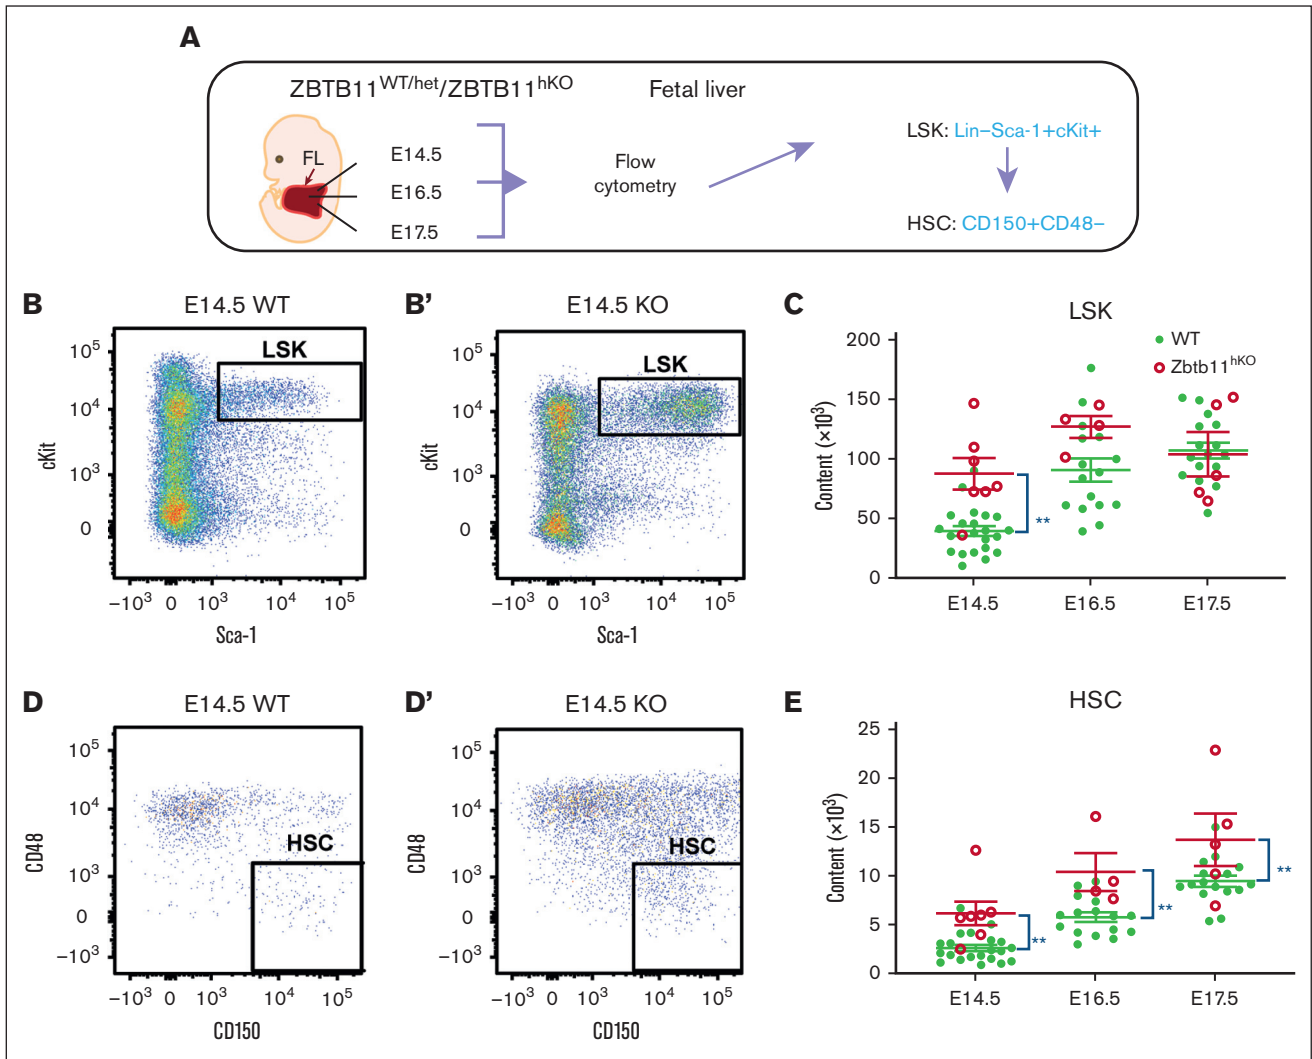 A
ZBTB11^WT/het/ZBTB11^hKO Fetal liver
FL
E14.5
E16.5
E17.5
Flow
cytometry
LSK: Lin–Sca-1+cKit+
HSC: CD150+CD48–
B
E14.5 WT
LSK
10^5
10^4
10^3
0
cKit
–10^3 0 10^3 10^4 10^5
Sca-1
B'
E14.5 KO
LSK
10^5
10^4
10^3
0
cKit
–10^3 0 10^3 10^4 10^5
Sca-1
C
LSK
WT
Zbtb11^hKO
200
150
100
50
0
Content (×10^3)
**
E14.5 E16.5 E17.5
D
E14.5 WT
HSC
10^5
10^4
10^3
0
–10^3
CD48
–10^3 0 10^3 10^4 10^5
CD150
D'
E14.5 KO
HSC
10^5
10^4
10^3
0
–10^3
CD48
–10^3 0 10^3 10^4 10^5
CD150
E
HSC
25
20
15
10
5
0
Content (×10^3)
**
**
**
E14.5 E16.5 E17.5